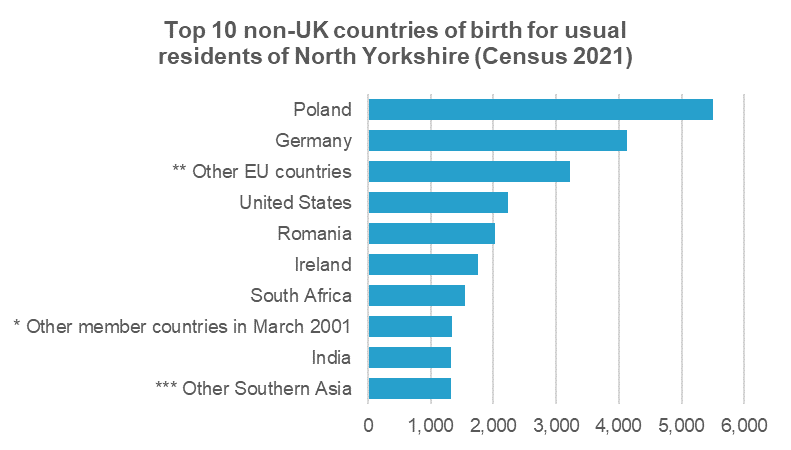 Top 10 non-UK countries of birth for usual
residents of North Yorkshire (Census 2021)
Poland
Germany
** Other EU countries
United States
Romania
Ireland
South Africa
* Other member countries in March 2001
India
*** Other Southern Asia
0 1,000 2,000 3,000 4,000 5,000 6,000